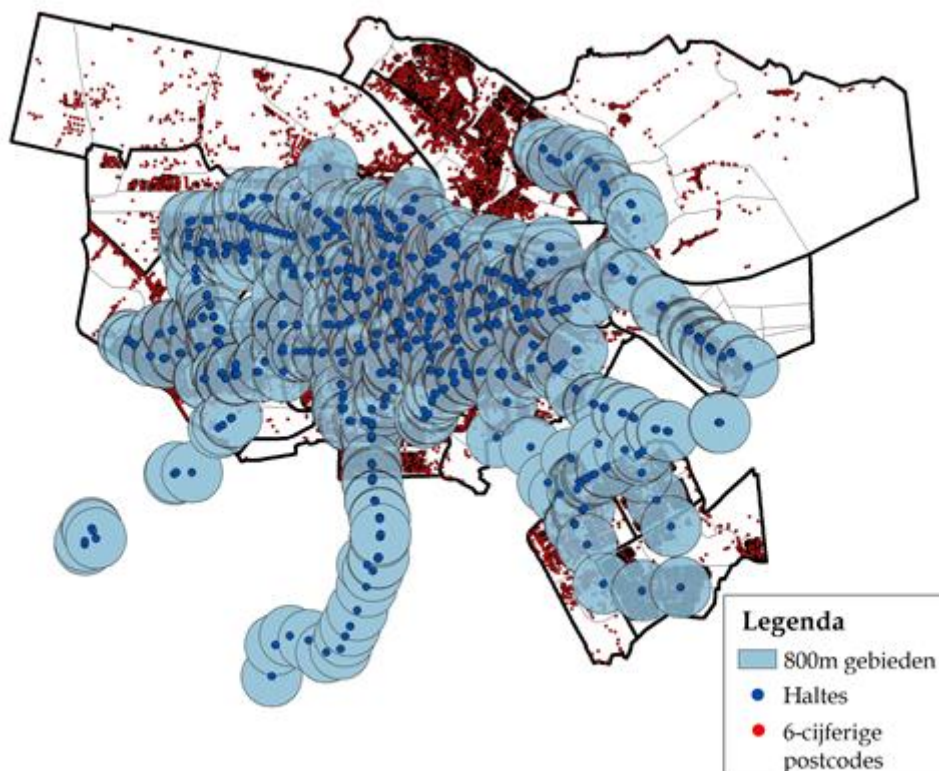 Legenda
800m gebieden
Haltes
6-cijferige
postcodes